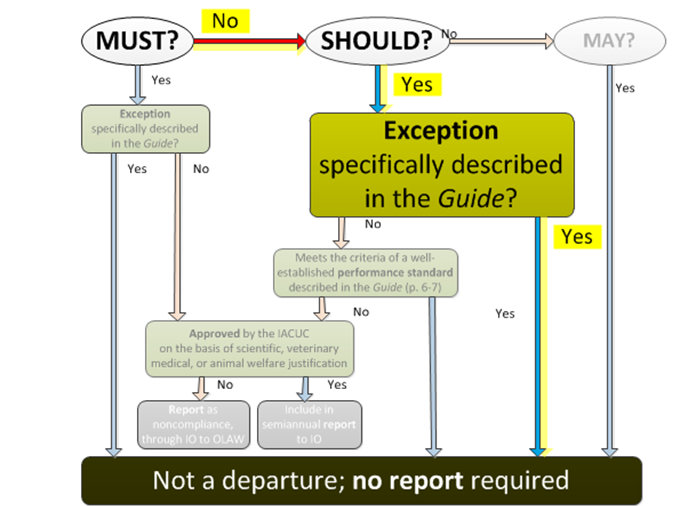 No
MUST?
SHOULD?
No
MAY?
Yes
Yes
Yes
Exception
specifically described
in the Guide?
Exception
specifically described
in the Guide?
Yes
No
No
Yes
Meets the criteria of a well-
established performance standard
described in the Guide (p. 6-7)
No
Yes
Approved by the IACUC
on the basis of scientific, veterinary
medical, or animal welfare justification
No
Yes
Report as
noncompliance,
through IO to OLAW
Include in
semiannual report
to IO
Not a departure; no report required